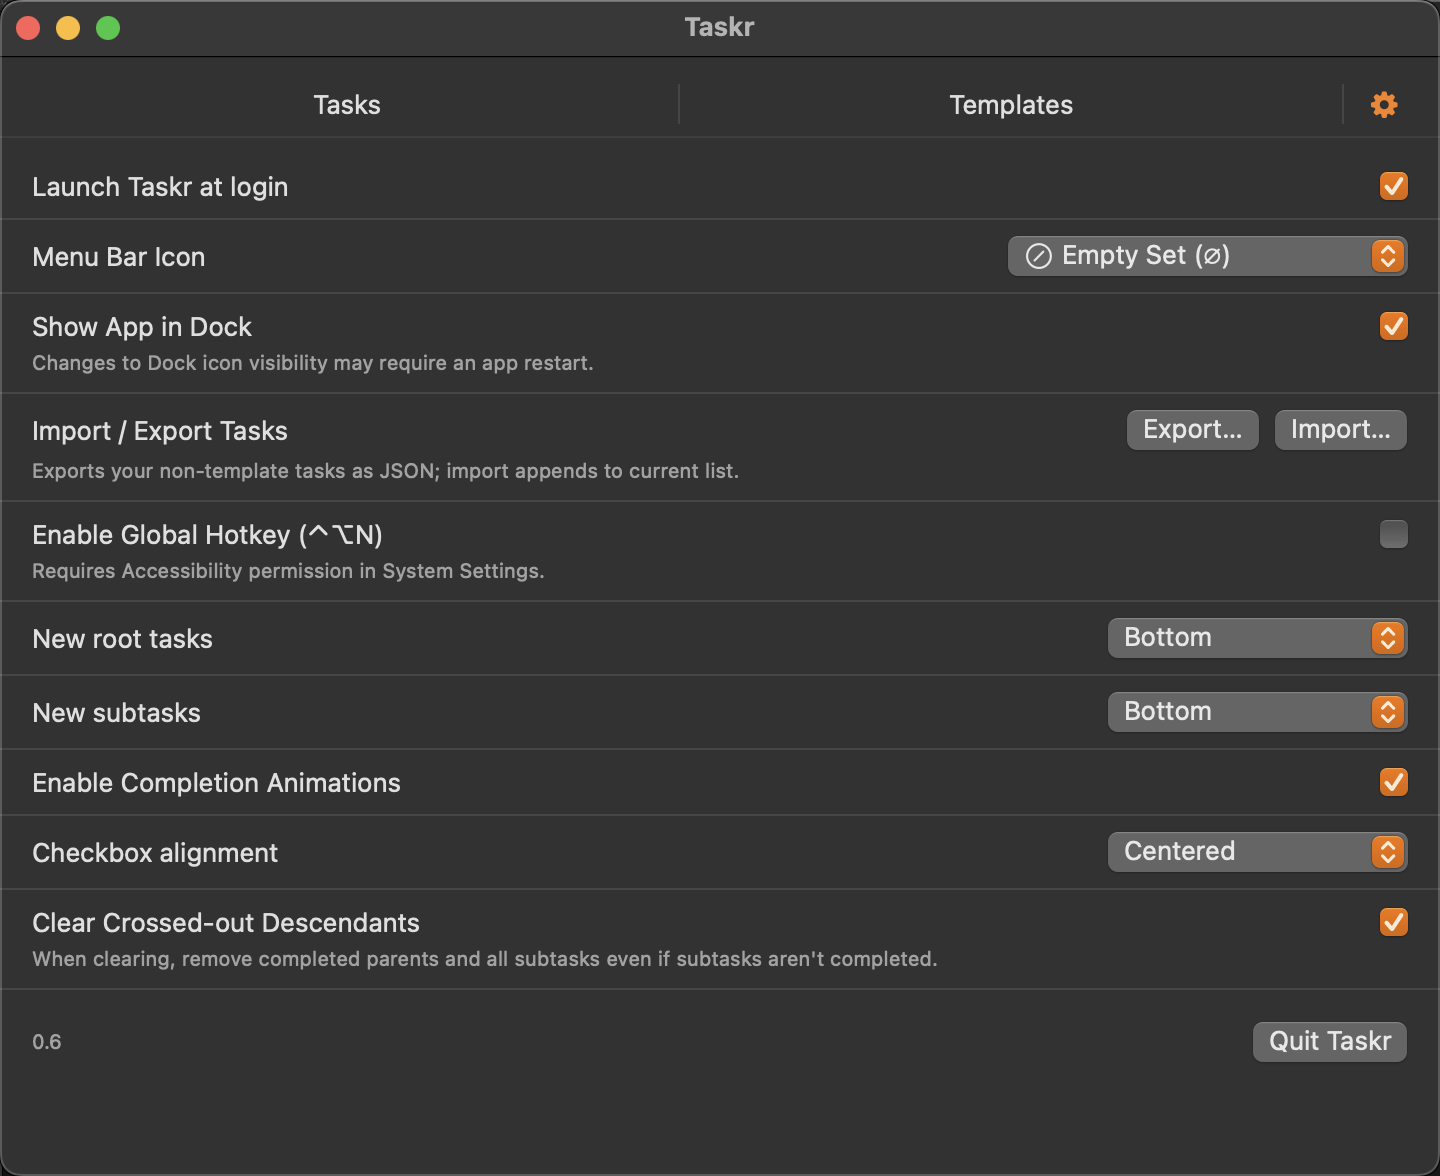 Taskr
Tasks
Templates
Launch Taskr at login
Menu Bar Icon
Empty Set (∅)
Show App in Dock
Changes to Dock icon visibility may require an app restart.
Import / Export Tasks
Export...
Import...
Exports your non-template tasks as JSON; import appends to current list.
Enable Global Hotkey (⌃⌥N)
Requires Accessibility permission in System Settings.
New root tasks
Bottom
New subtasks
Bottom
Enable Completion Animations
Checkbox alignment
Centered
Clear Crossed-out Descendants
When clearing, remove completed parents and all subtasks even if subtasks aren't completed.
0.6
Quit Taskr